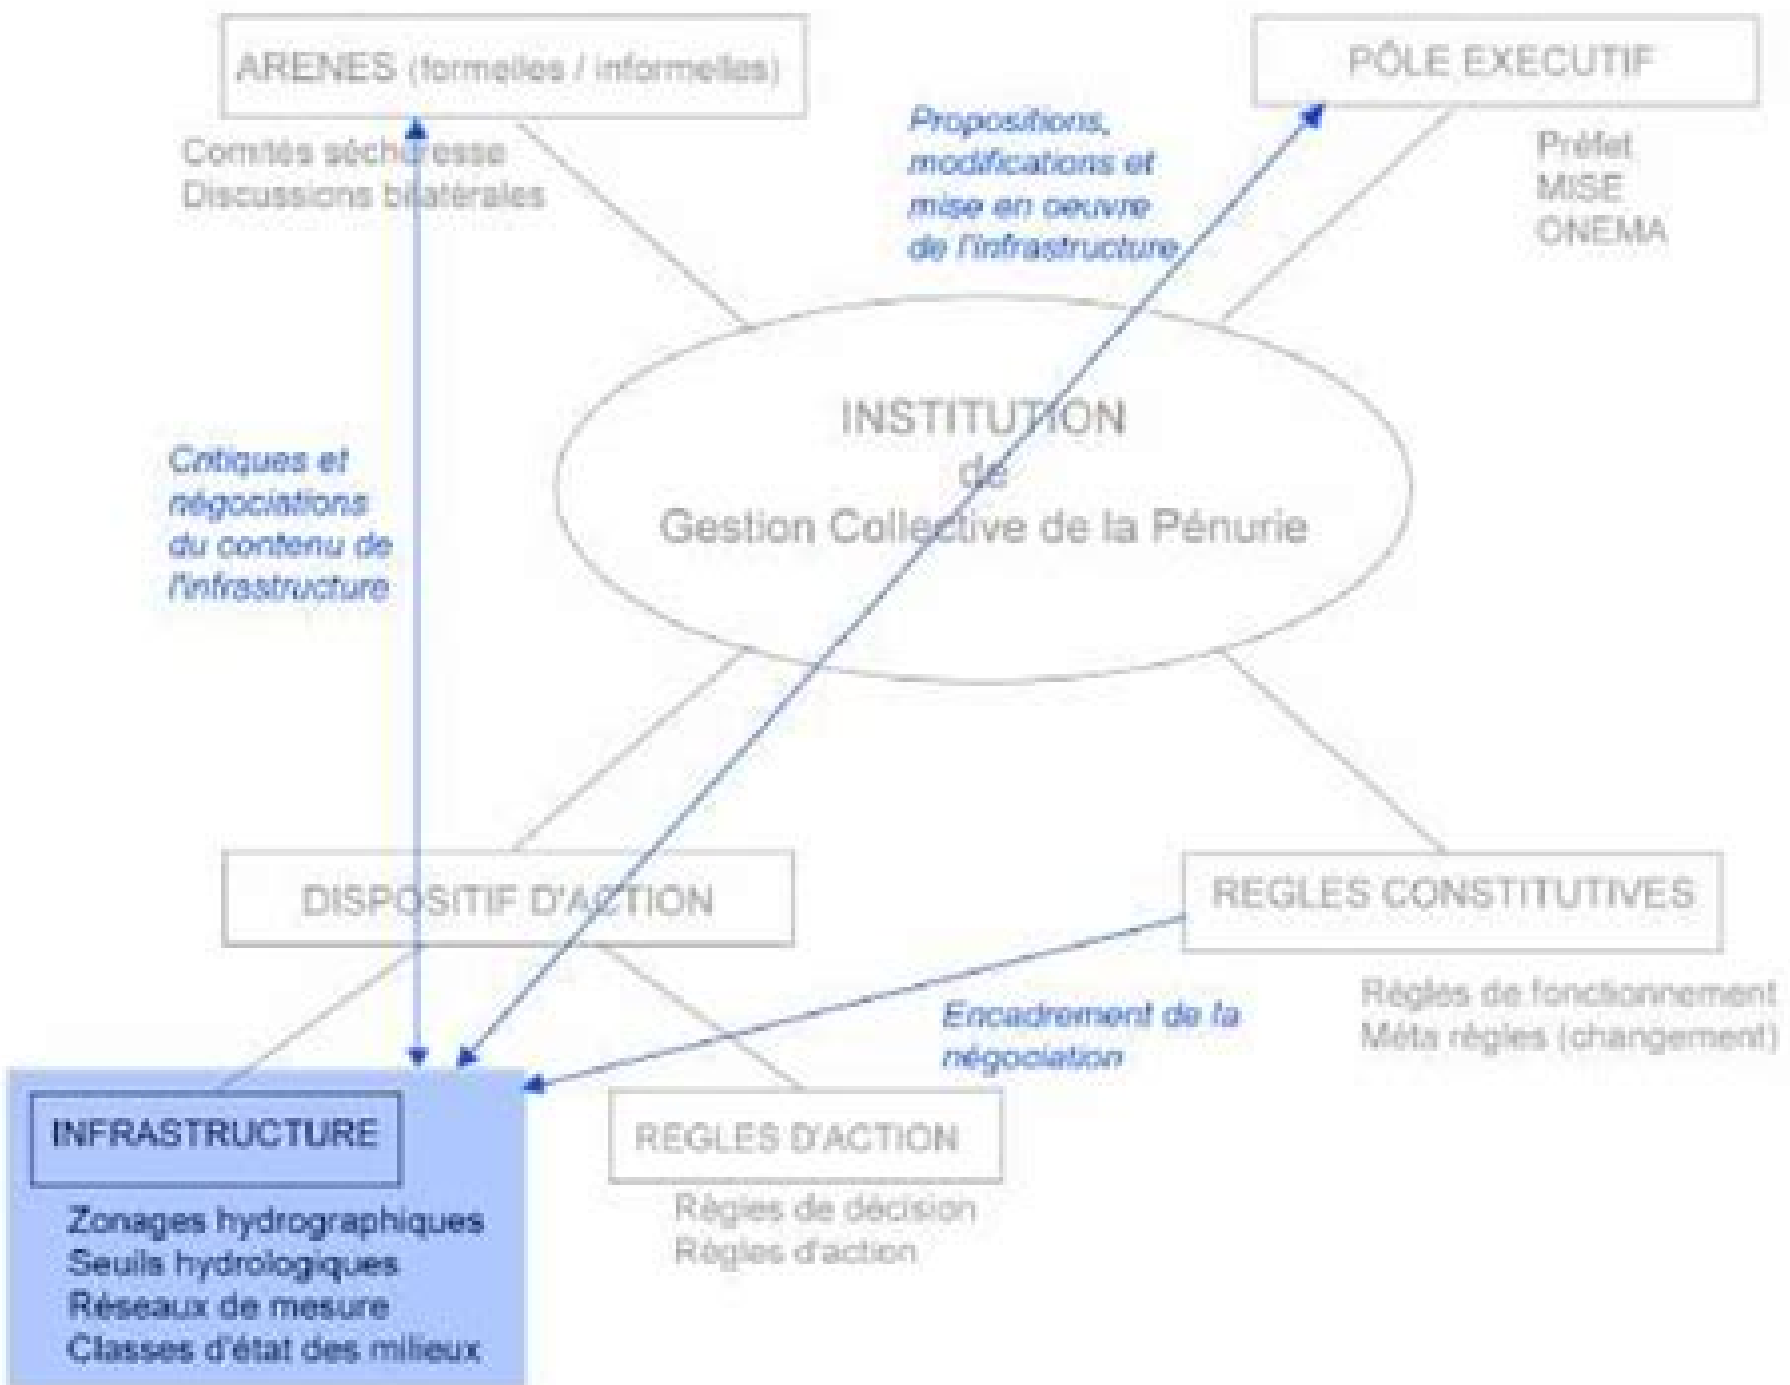 ARENES (formelles / informelles)
Comités sécheresse
Discussions bilatérales
PÔLE EXECUTIF
Préfet
MISE
ONEMA
Propositions,
modifications et
mise en oeuvre
de l'infrastructure
INSTITUTION
de
Gestion Collective de la Pénurie
Critiques et
négociations
du contenu de
l'infrastructure
DISPOSITIF D'ACTION
REGLES CONSTITUTIVES
Règles de fonctionnement
Méta règles (changement)
Encadrement de la
négociation
INFRASTRUCTURE
Zonages hydrographiques
Seuils hydrologiques
Réseaux de mesure
Classes d'état des milieux
REGLES D'ACTION
Règles de décision
Règles d'action